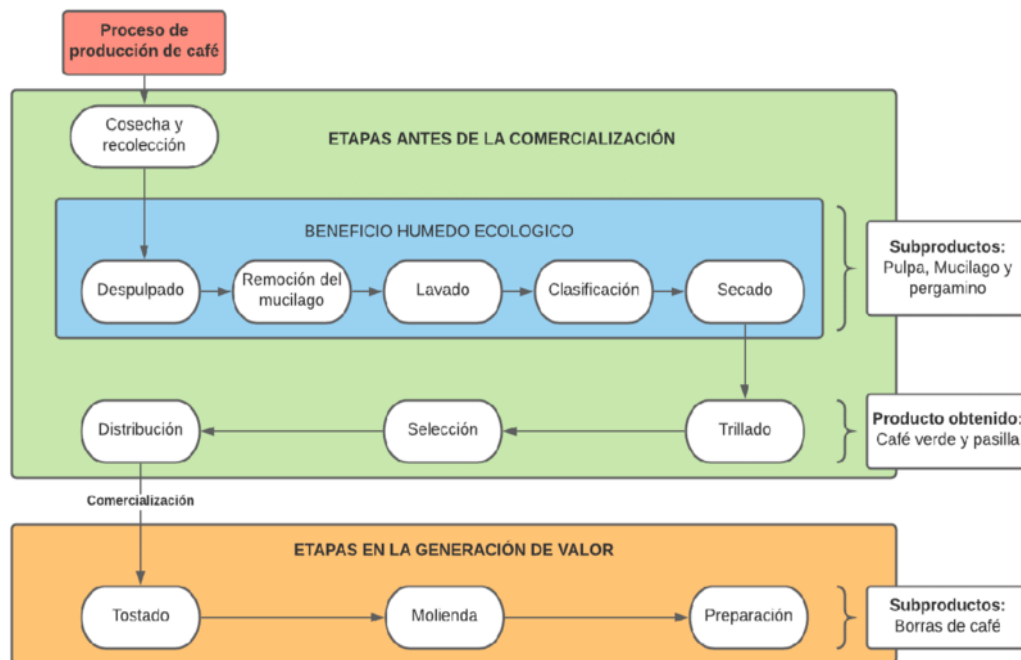 Proceso de
producción de café
Cosecha y
recolección
ETAPAS ANTES DE LA COMERCIALIZACIÓN
BENEFICIO HUMEDO ECOLOGICO
Despulpado
Remoción del
mucilago
Lavado
Clasificación
Secado
Subproductos:
Pulpa, Mucilago y
pergamino
Distribución
Selección
Trillado
Producto obtenido:
Café verde y pasilla
Comercialización
ETAPAS EN LA GENERACIÓN DE VALOR
Tostado
Molienda
Preparación
Subproductos:
Borras de café